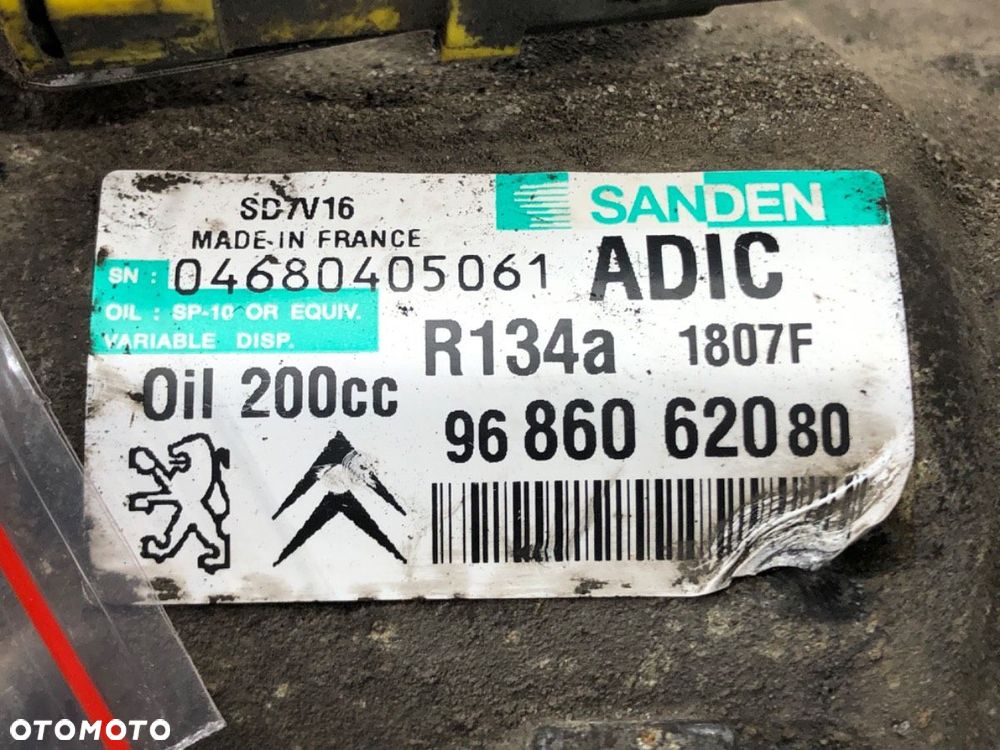 SD7V16
SANDEN
MADE-IN FRANCE
SN : 04680405061
ADIC
OIL : SP-10 OR EQUIV.
VARIABLE DISP.
R134a 1807F
Oil 200cc
96 860 620 80
OTOMOTO